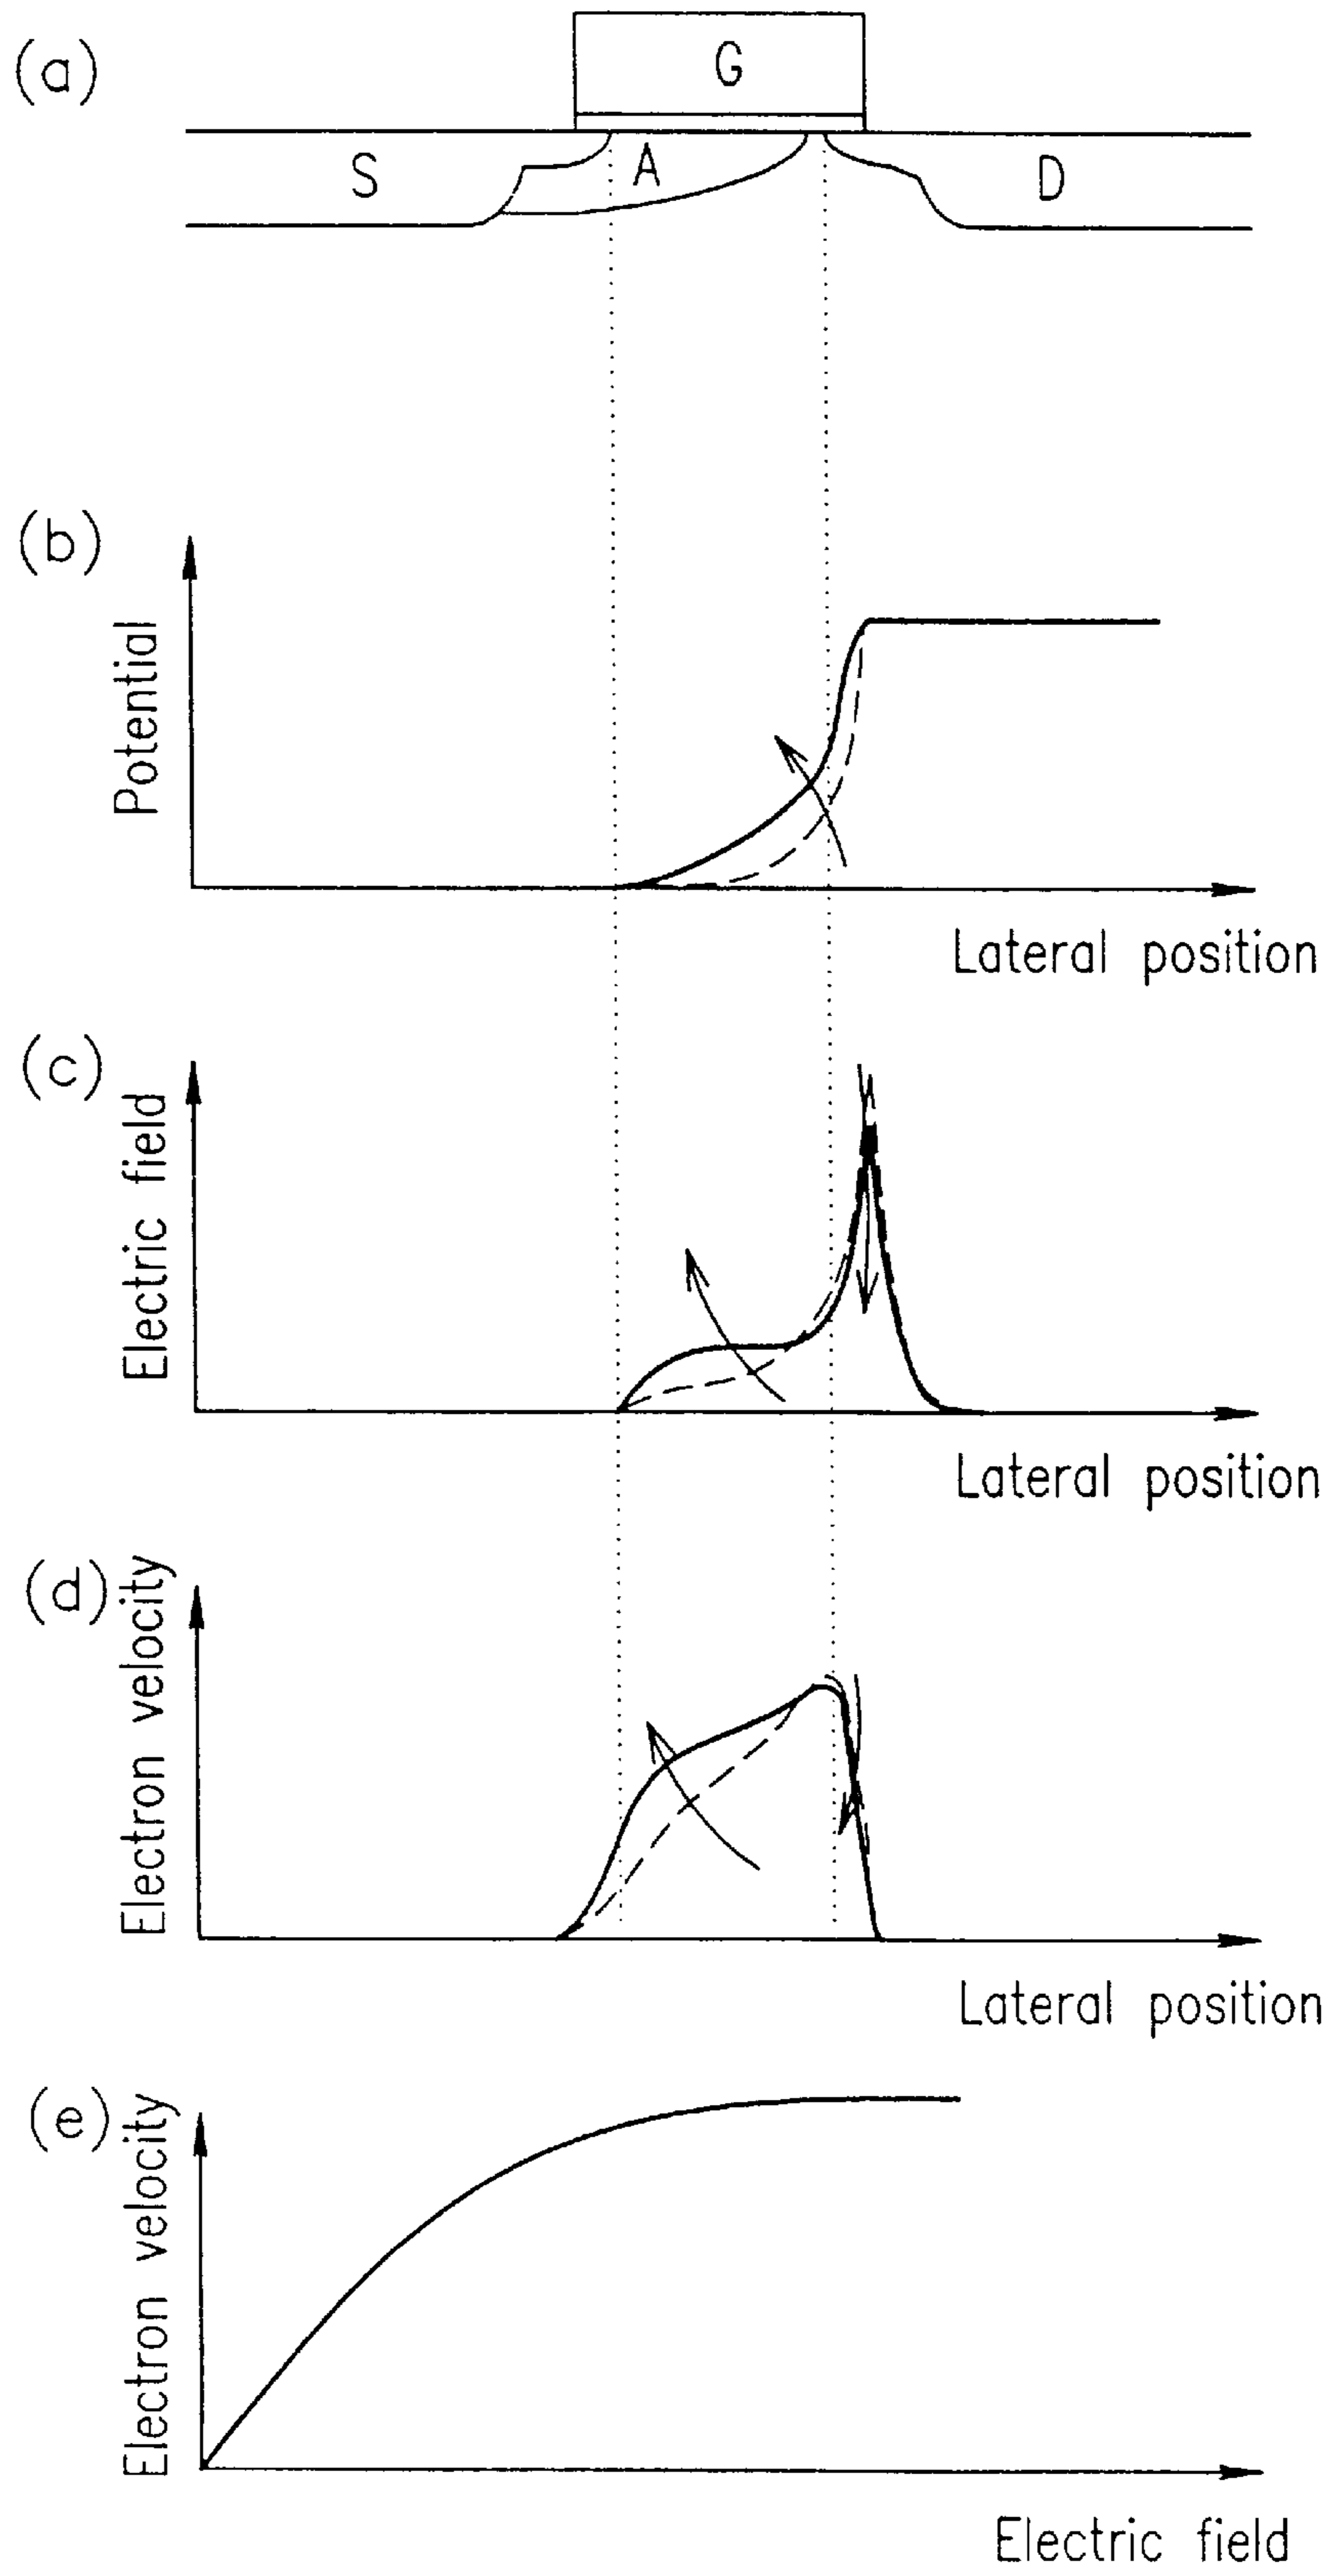 (a)
G
S
A
D
(b)
Potential
Lateral position
(c)
Electric field
Lateral position
(d)
Electron velocity
Lateral position
(e)
Electron velocity
Electric field